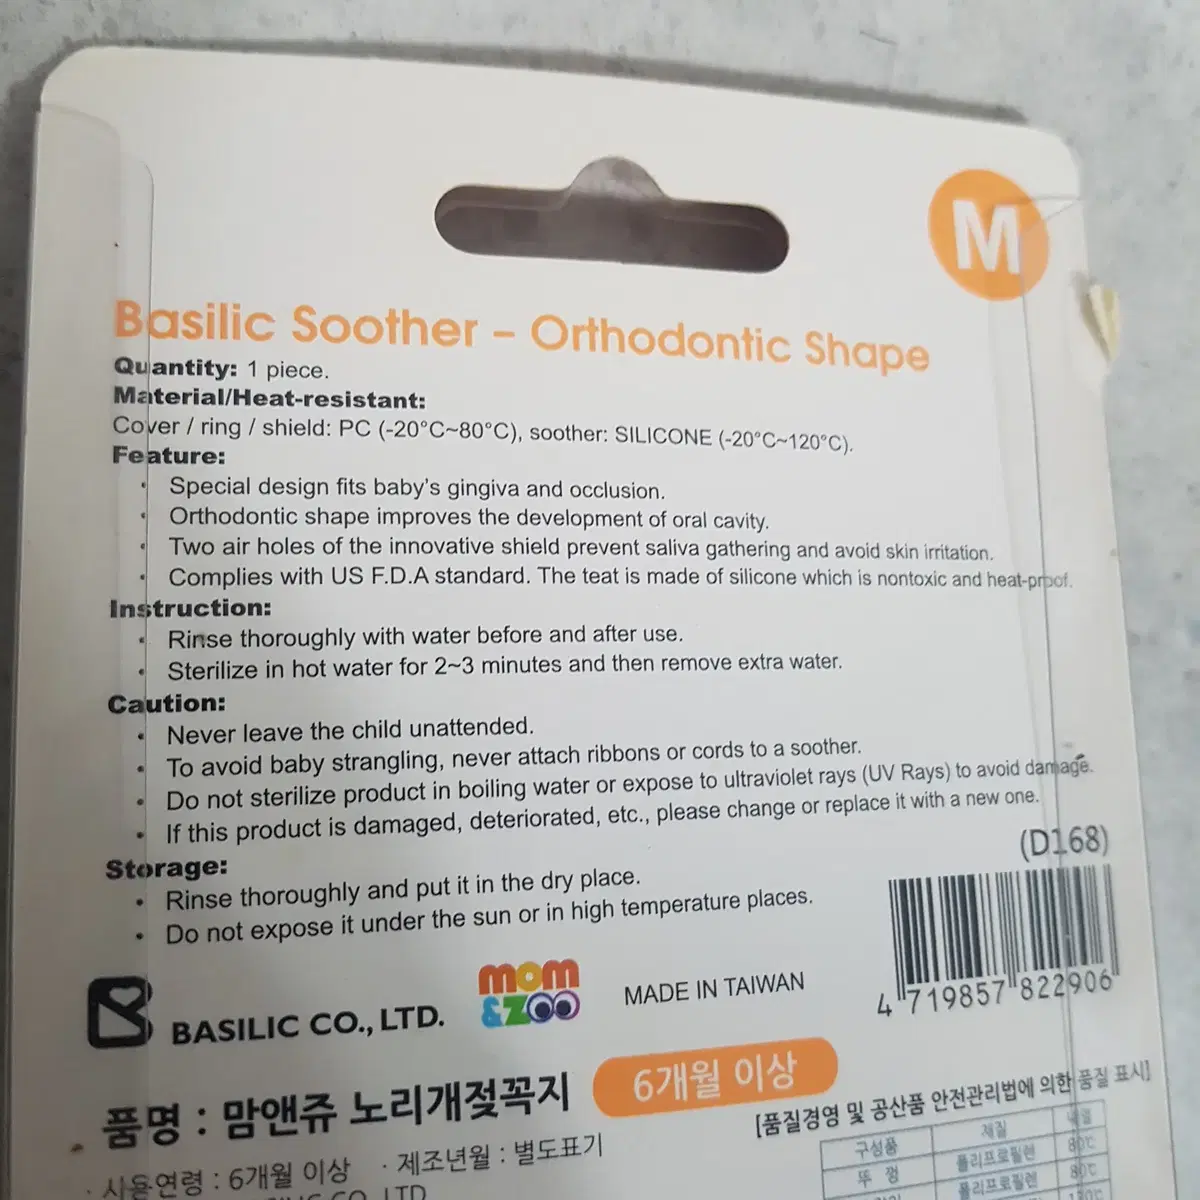 M
Basilic Soother – Orthodontic Shape
Quantity: 1 piece.
Material/Heat-resistant:
Cover / ring / shield: PC (-20°C~80°C), soother: SILICONE (-20°C~120°C).
Feature:
· Special design fits baby's gingiva and occlusion.
· Orthodontic shape improves the development of oral cavity.
· Two air holes of the innovative shield prevent saliva gathering and avoid skin irritation.
· Complies with US F.D.A standard. The teat is made of silicone which is nontoxic and heat-proof.
Instruction:
· Rinse thoroughly with water before and after use.
· Sterilize in hot water for 2~3 minutes and then remove extra water.
Caution:
· Never leave the child unattended.
· To avoid baby strangling, never attach ribbons or cords to a soother.
· Do not sterilize product in boiling water or expose to ultraviolet rays (UV Rays) to avoid damage.
· If this product is damaged, deteriorated, etc., please change or replace it with a new one.
(D168)
Storage:
· Rinse thoroughly and put it in the dry place.
· Do not expose it under the sun or in high temperature places.
4 719857 822906
BASILIC CO., LTD.
mom
&ZOO
MADE IN TAIWAN
품명 : 맘앤쥬 노리개젖꼭지
6개월 이상
[품질경영 및 공산품 안전관리법에 의한 품질 표시]
· 사용연령 : 6개월 이상 · 제조년월 : 별도표기
구성품 재질
뚜 껑 폴리프로필렌 80℃
폴리프로필렌 80℃
CO., LTD